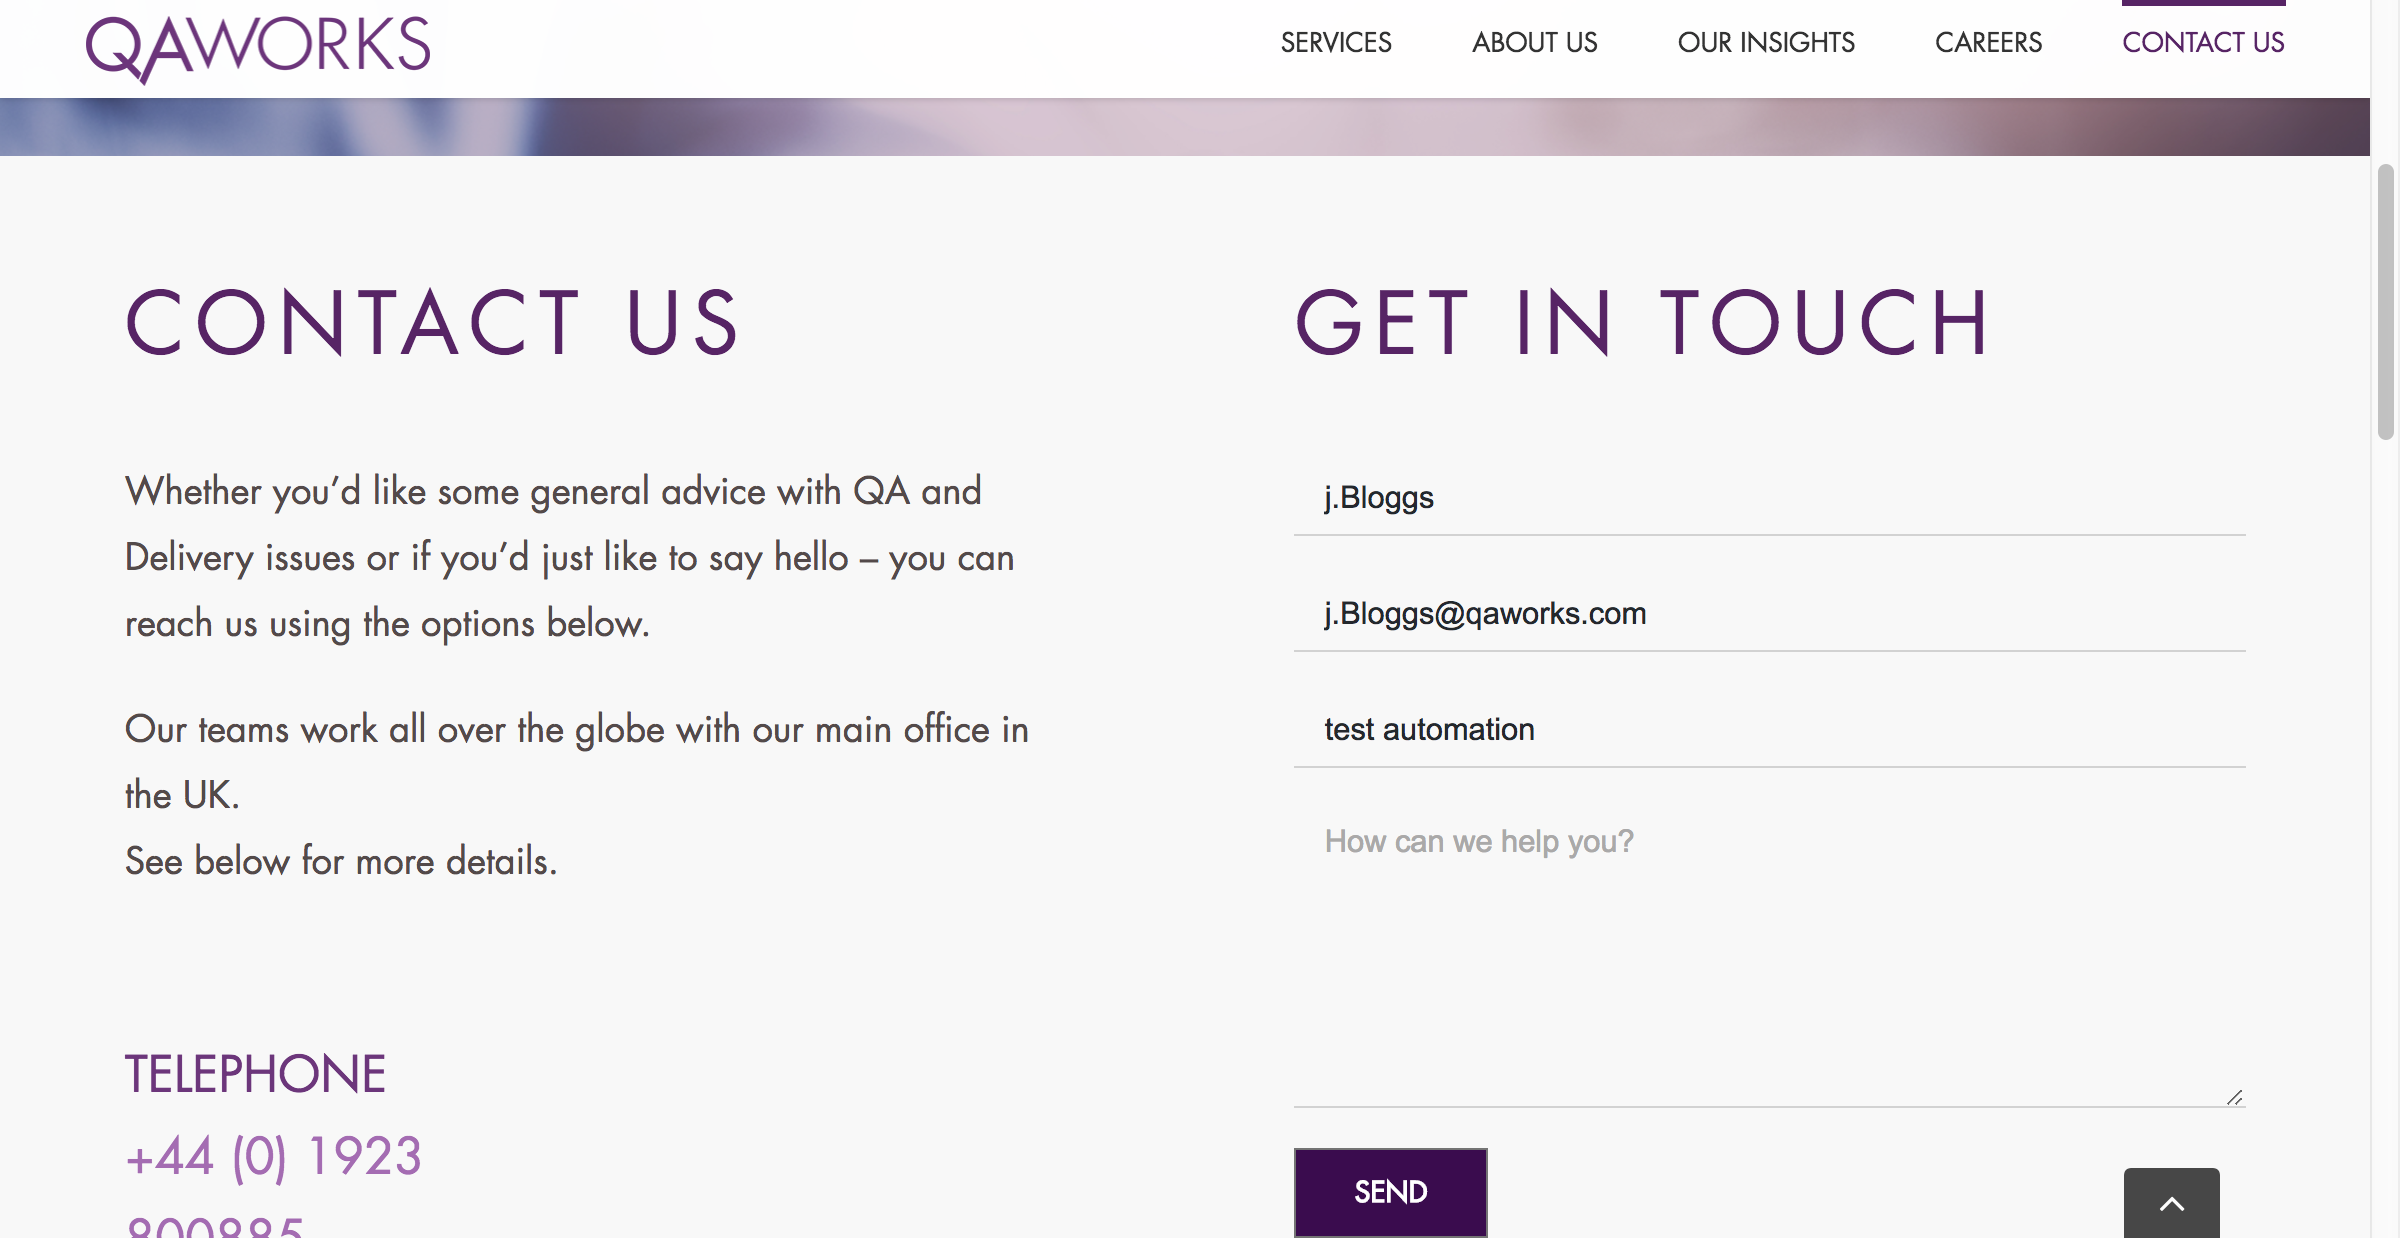 QAWORKS
SERVICES
ABOUT US
OUR INSIGHTS
CAREERS
CONTACT US
CONTACT US
Whether you’d like some general advice with QA and
Delivery issues or if you’d just like to say hello – you can
reach us using the options below.
Our teams work all over the globe with our main office in
the UK.
See below for more details.
TELEPHONE
+44 (0) 1923
800885
GET IN TOUCH
j.Bloggs
j.Bloggs@qaworks.com
test automation
How can we help you?
SEND